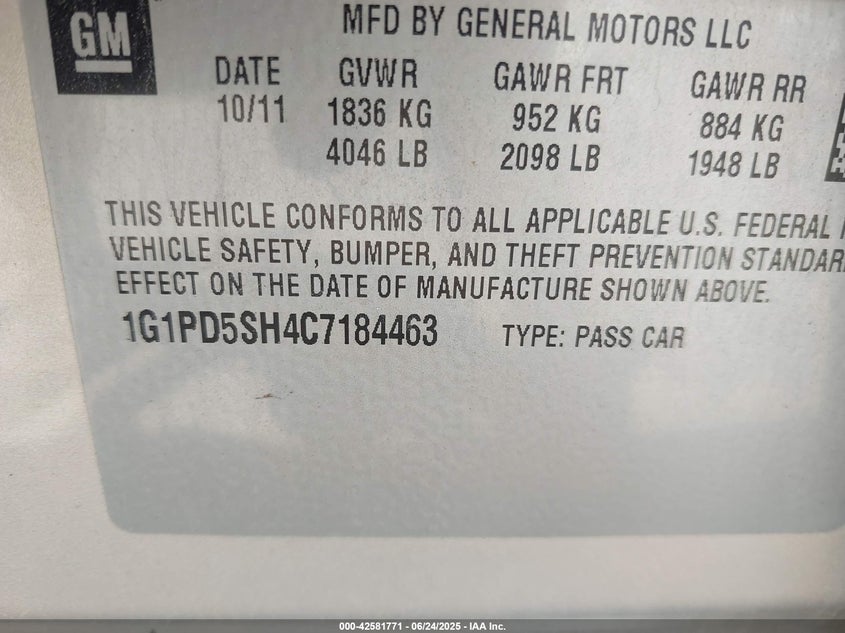 GM
MFD BY GENERAL MOTORS LLC
DATE GVWR GAWR FRT GAWR RR
10/11 1836 KG 952 KG 884 KG
4046 LB 2098 LB 1948 LB
THIS VEHICLE CONFORMS TO ALL APPLICABLE U.S. FEDERAL
VEHICLE SAFETY, BUMPER, AND THEFT PREVENTION STANDAR
EFFECT ON THE DATE OF MANUFACTURE SHOWN ABOVE.
1G1PD5SH4C7184463 TYPE: PASS CAR
000-42581771 - 06/24/2025 - IAA Inc.